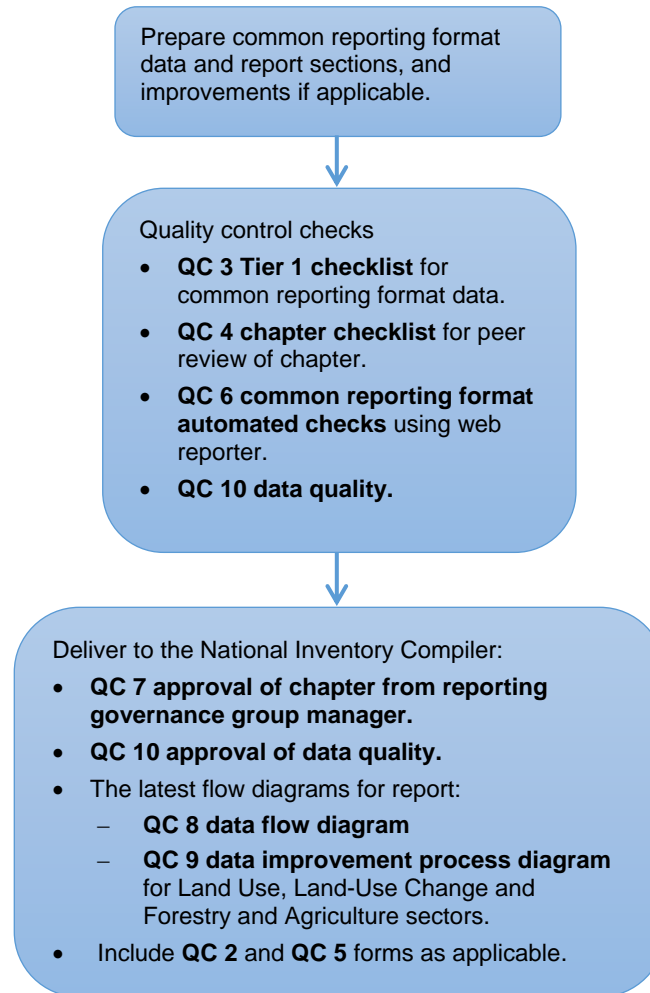 Prepare common reporting format
data and report sections, and
improvements if applicable.
Quality control checks
• QC 3 Tier 1 checklist for
common reporting format data.
• QC 4 chapter checklist for peer
review of chapter.
• QC 6 common reporting format
automated checks using web
reporter.
• QC 10 data quality.
Deliver to the National Inventory Compiler:
• QC 7 approval of chapter from reporting
governance group manager.
• QC 10 approval of data quality.
• The latest flow diagrams for report:
– QC 8 data flow diagram
– QC 9 data improvement process diagram
for Land Use, Land-Use Change and
Forestry and Agriculture sectors.
• Include QC 2 and QC 5 forms as applicable.